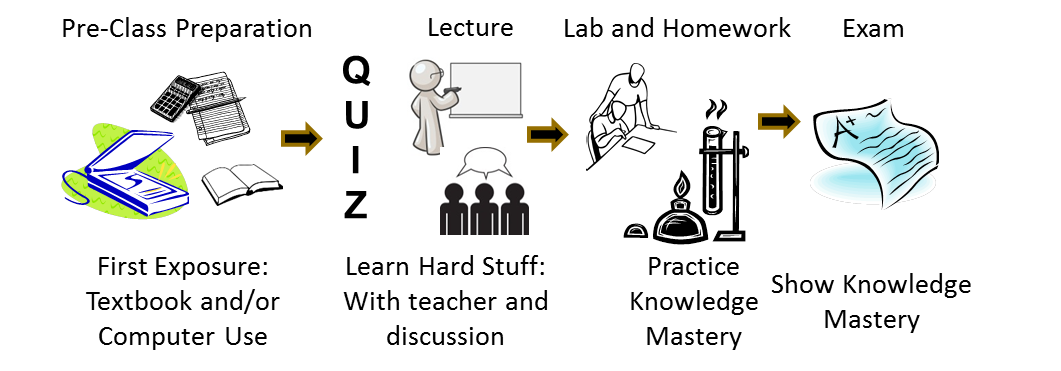 Pre-Class Preparation
Lecture
Lab and Homework
Exam
Q
U
I
Z
A+
First Exposure:
Textbook and/or
Computer Use
Learn Hard Stuff:
With teacher and
discussion
Practice
Knowledge
Mastery
Show Knowledge
Mastery